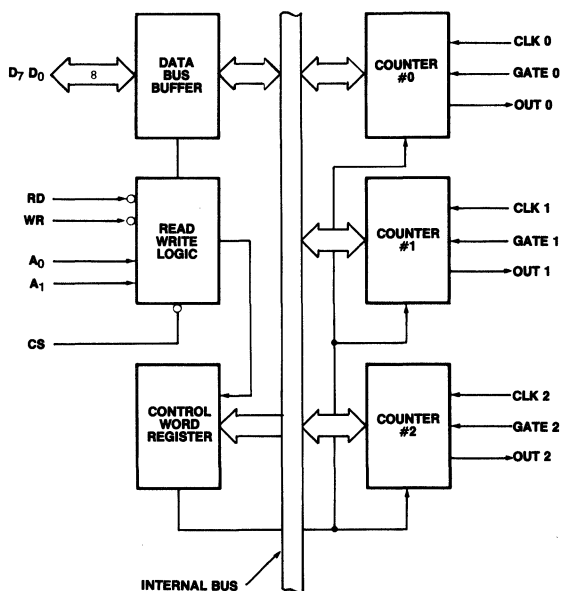 D7 D0
8
DATA
BUS
BUFFER
RD
WR
A0
A1
CS
READ
WRITE
LOGIC
CONTROL
WORD
REGISTER
INTERNAL BUS
COUNTER
#0
CLK 0
GATE 0
OUT 0
COUNTER
#1
CLK 1
GATE 1
OUT 1
COUNTER
#2
CLK 2
GATE 2
OUT 2